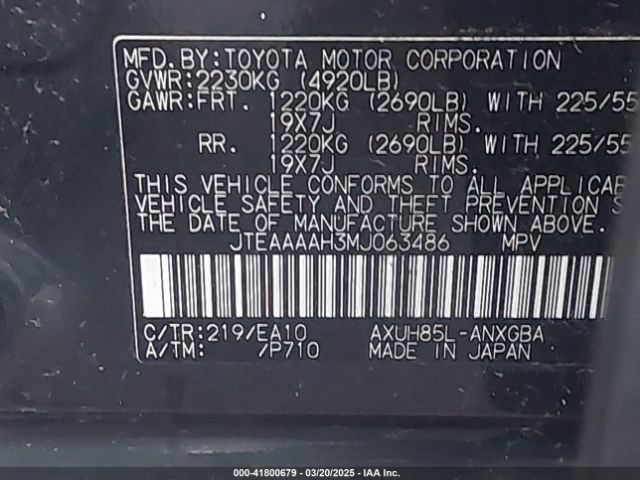 MFD.BY:TOYOTA MOTOR CORPORATION
GVWR:2230KG (4920LB)
GAWR:FRT. 1220KG (2690LB) WITH 225/55
19X7J RIMS.
RR. 1220KG (2690LB) WITH 225/55
19X7J RIMS.
THIS VEHICLE CONFORMS TO ALL APPLICAB
VEHICLE SAFETY AND THEFT PREVENTION S
THE DATE OF MANUFACTURE SHOWN ABOVE.
JTEAAAAH3MJ063486 MPV
C/TR:219/EA10 AXUH85L-ANXGBA
A/TM: /P710 MADE IN JAPAN
000-41800679 | 03/20/2025 | IAA Inc.